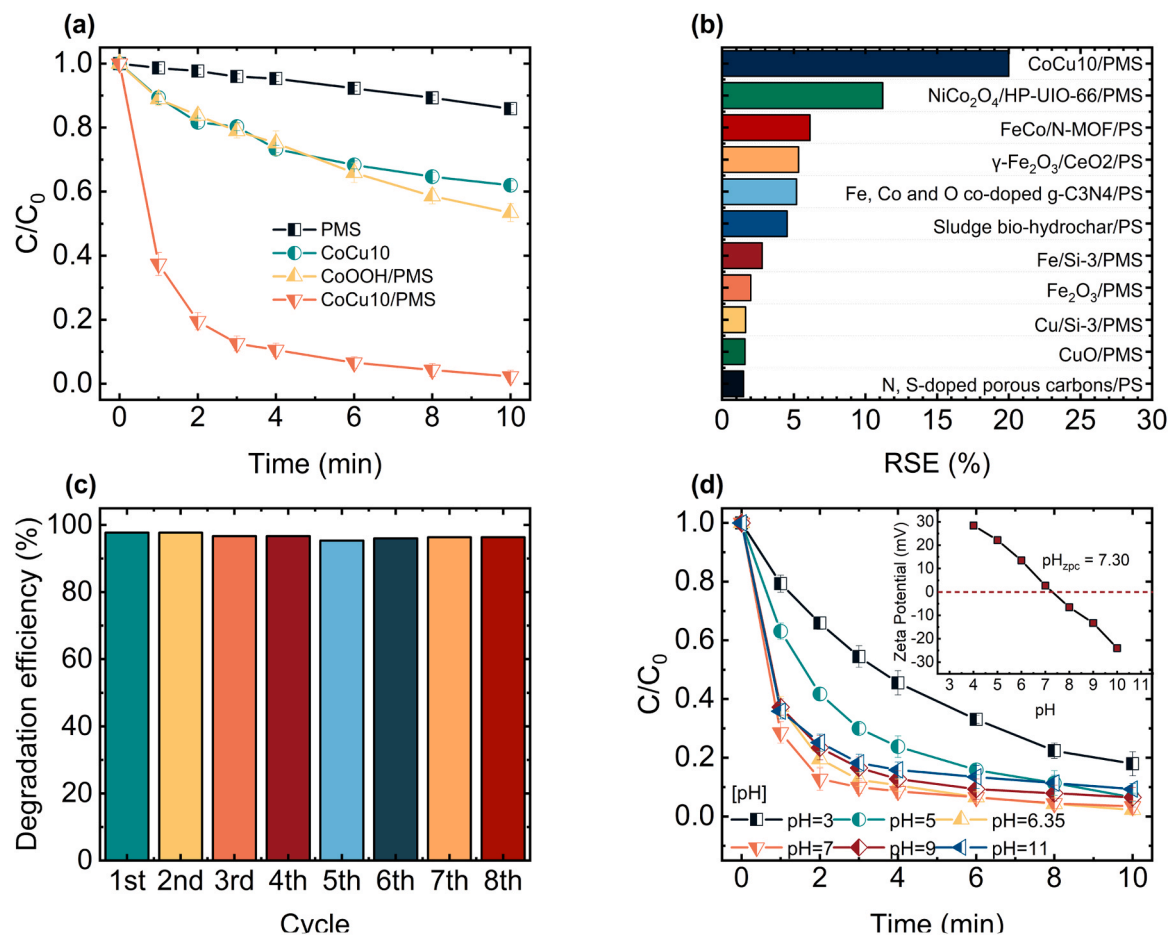 (a)
1.0
0.8
0.6
0.4
0.2
0.0
C/C₀
PMS
CoCu10
CoOOH/PMS
CoCu10/PMS
0 2 4 6 8 10
Time (min)
(b)
CoCu10/PMS
NiCo₂O₄/HP-UIO-66/PMS
FeCo/N-MOF/PS
γ-Fe₂O₃/CeO2/PS
Fe, Co and O co-doped g-C3N4/PS
Sludge bio-hydrochar/PS
Fe/Si-3/PMS
Fe₂O₃/PMS
Cu/Si-3/PMS
CuO/PMS
N, S-doped porous carbons/PS
0 5 10 15 20 25 30
RSE (%)
(c)
100
80
60
40
20
0
Degradation efficiency (%)
1st 2nd 3rd 4th 5th 6th 7th 8th
Cycle
(d)
1.0
0.8
0.6
0.4
0.2
0.0
C/C₀
30
20
10
0
-10
-20
-30
Zeta Potential (mV)
pH_zpc = 7.30
3 4 5 6 7 8 9 10 11
pH
[pH]
pH=3 pH=5 pH=6.35
pH=7 pH=9 pH=11
0 2 4 6 8 10
Time (min)